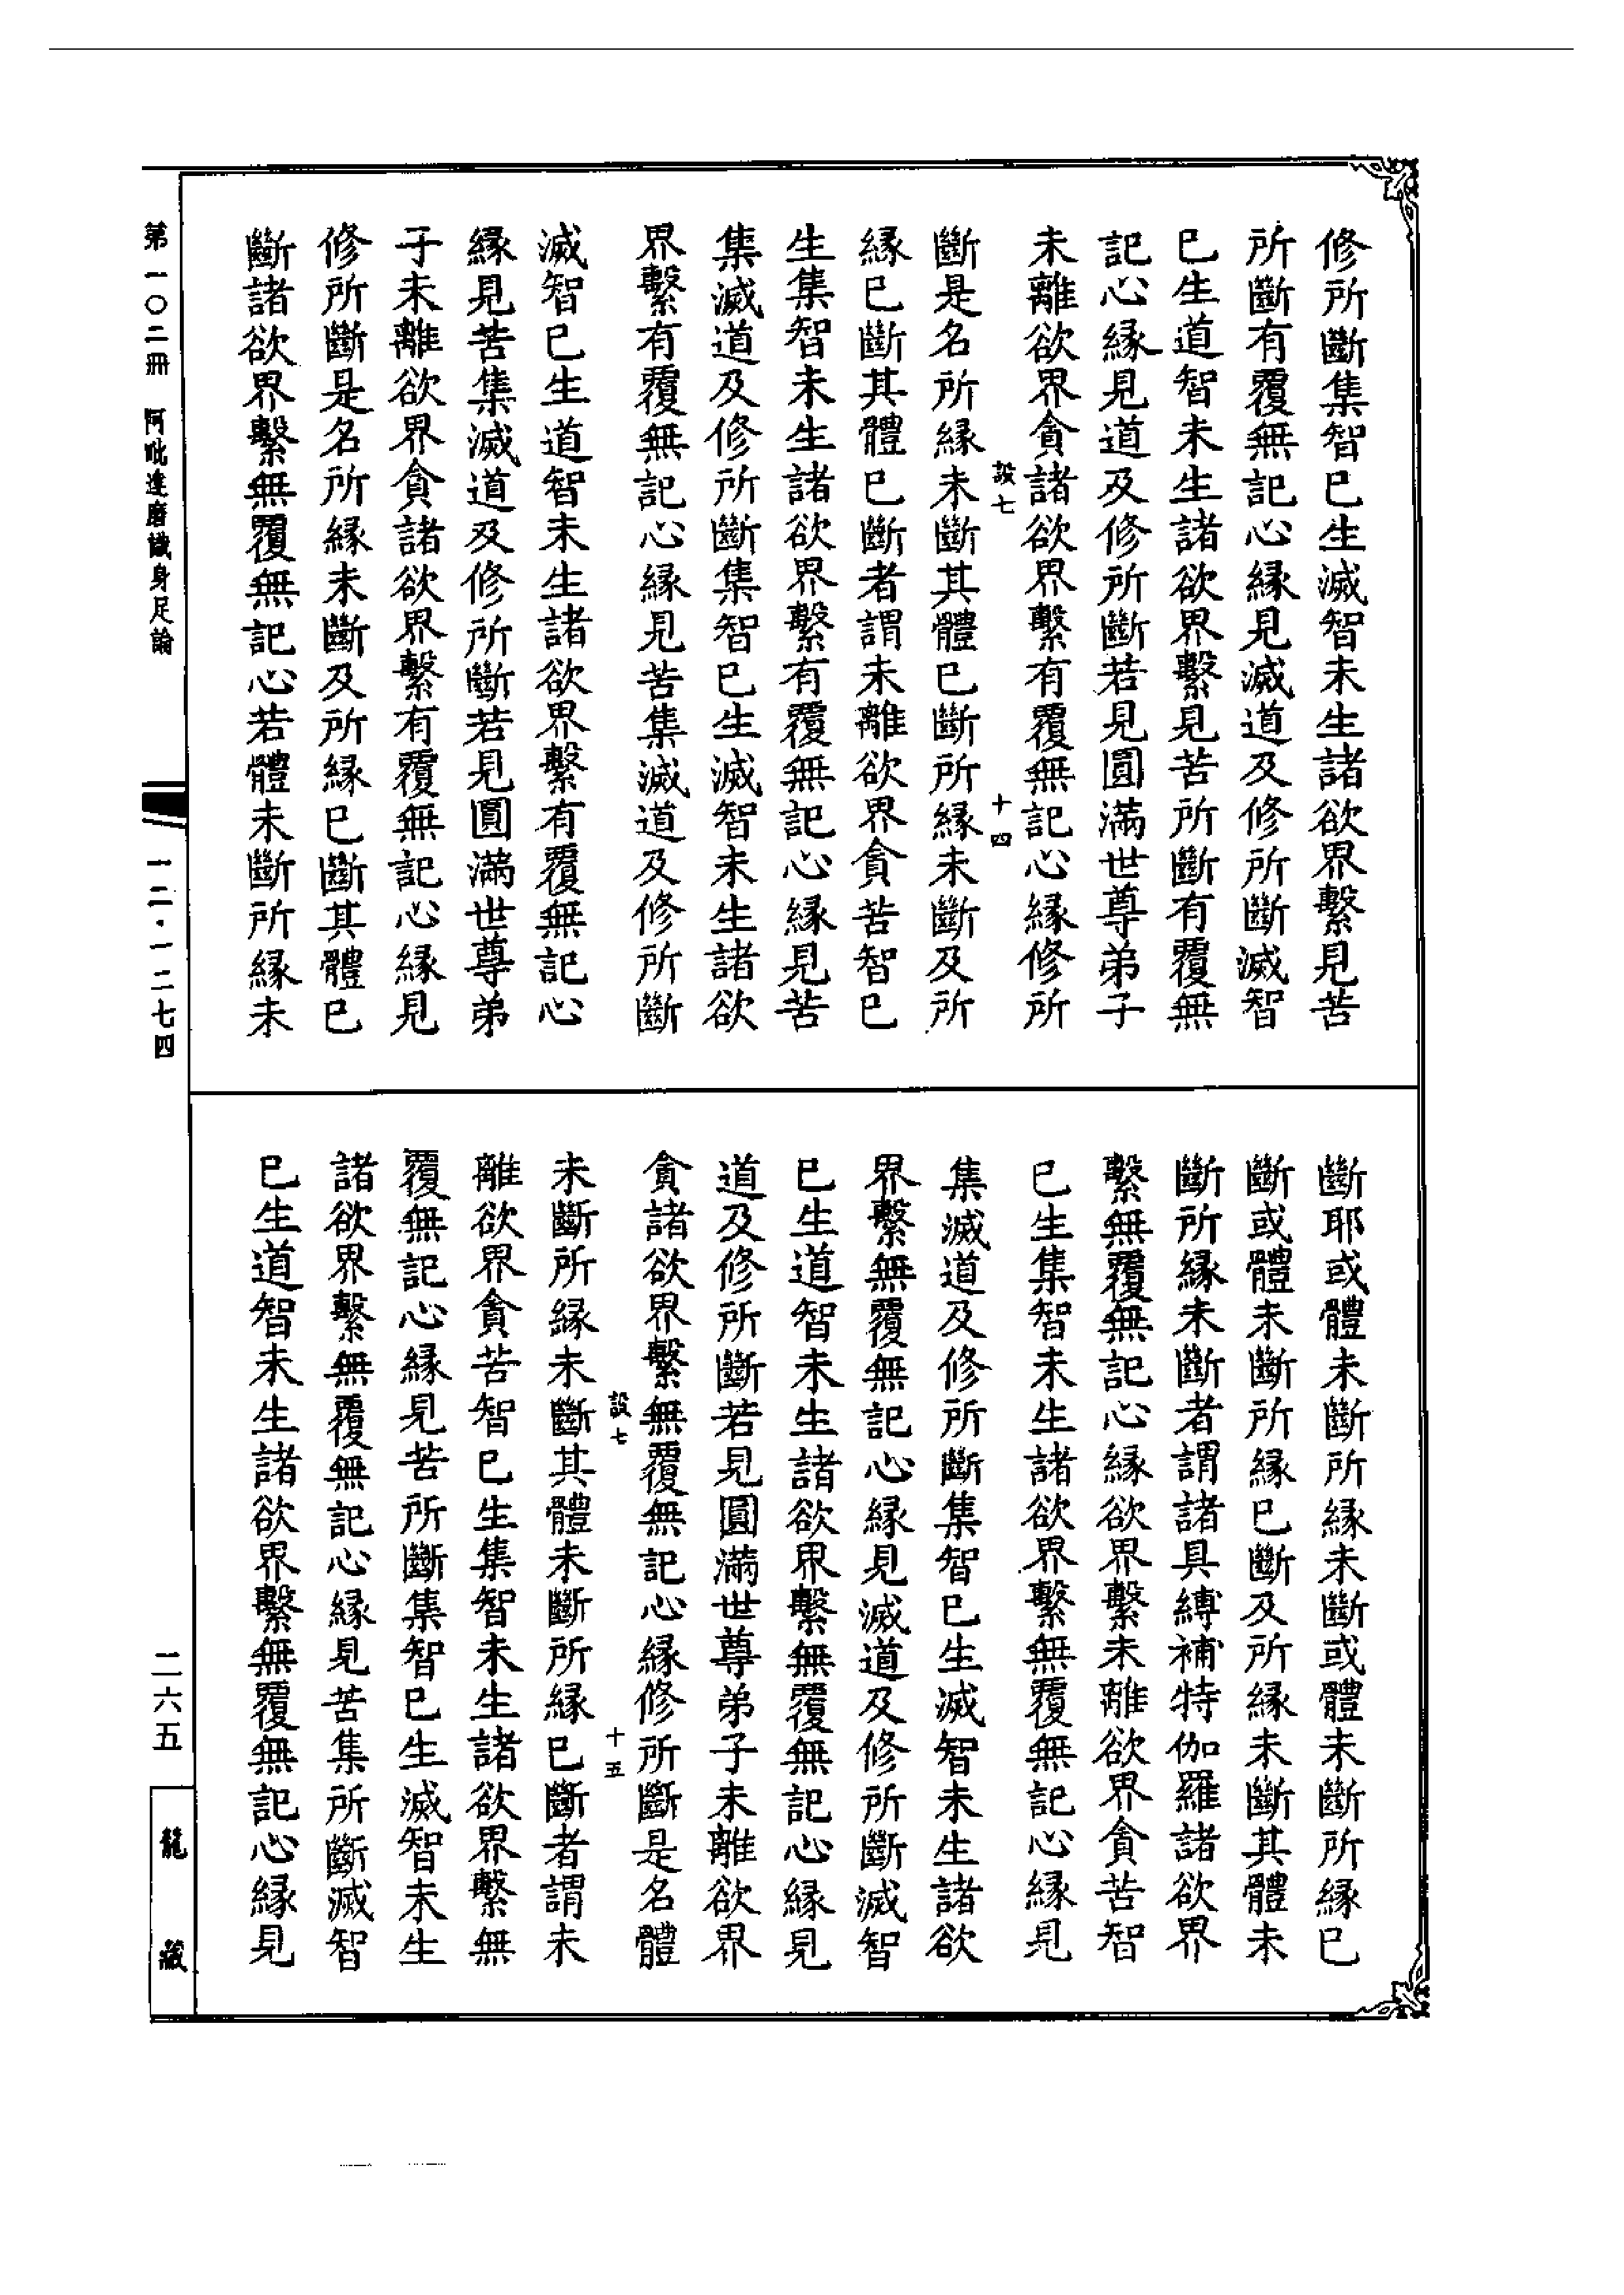 修所斷集智已生滅智未生諸欲界繫見苦
所斷有覆無記心緣見滅道及修所斷滅智
已生道智未生諸欲界繫見苦所斷有覆無
記心緣見道及修所斷若見圓滿世尊弟子
未離欲界貪諸欲界繫有覆無記心緣修所
設七 十四
斷是名所緣未斷其體已斷所緣未斷及所
緣已斷其體已斷者謂未離欲界貪苦智已
生集智未生諸欲界繫有覆無記心緣見苦
集滅道及修所斷集智已生滅智未生諸欲
界繫有覆無記心緣見苦集滅道及修所斷
滅智已生道智未生諸欲界繫有覆無記心
緣見苦集滅道及修所斷若見圓滿世尊弟
子未離欲界貪諸欲界繫有覆無記心緣見
修所斷是名所緣未斷及所緣已斷其體已
斷諸欲界繫無覆無記心若體未斷所緣未
斷耶或體未斷所緣未斷或體未斷所緣已
斷或體未斷所緣已斷及所緣未斷其體未
斷所緣未斷者謂諸具縛補特伽羅諸欲界
繫無覆無記心緣欲界繫未離欲界貪苦智
已生集智未生諸欲界繫無覆無記心緣見
集滅道及修所斷集智已生滅智未生諸欲
界繫無覆無記心緣見滅道及修所斷滅智
已生道智未生諸欲界繫無覆無記心緣見
道及修所斷若見圓滿世尊弟子未離欲界
貪諸欲界繫無覆無記心緣修所斷是名體
設七 十五
未斷所緣未斷其體未斷所緣已斷者謂未
離欲界貪苦智已生集智未生諸欲界繫無
覆無記心緣見苦所斷集智已生滅智未生
諸欲界繫無覆無記心緣見苦集所斷滅智
已生道智未生諸欲界繫無覆無記心緣見
第一〇二冊 阿毗達磨識身足論 一二·一二七四 二六五
龍藏